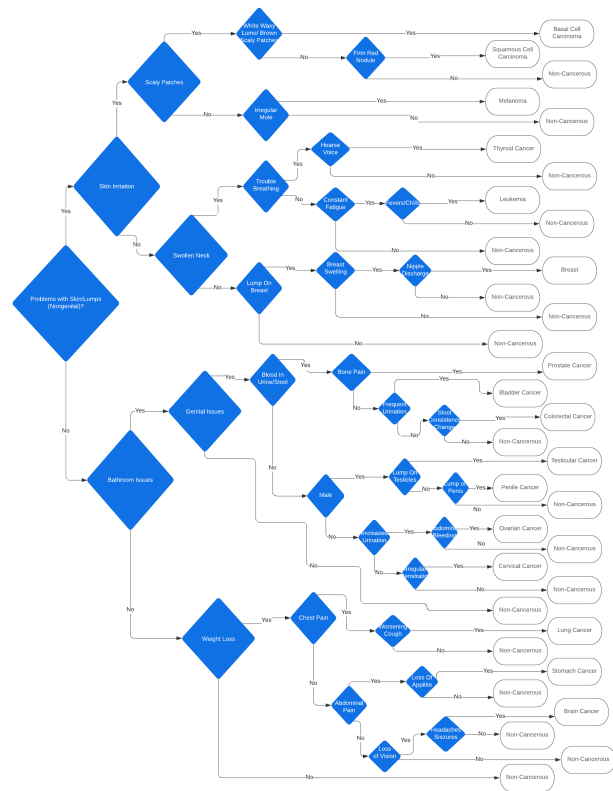 White Waxy
Lump/ Brown
Scaly Patches
Yes
Basal Cell
Carcinoma
No
Firm Red
Nodule
Yes
Squamous Cell
Carcinoma
No
Non-Cancerous
Yes
Scaly Patches
Yes
No
Irregular
Mole
Yes
Melanoma
No
Non-Cancerous
Skin Irritation
Yes
No
Swollen Neck
Yes
Trouble
Breathing
Yes
Hoarse
Voice
Yes
Thyroid Cancer
No
Non-Cancerous
No
Constant
Fatigue
Yes
Fevers/Chills
Yes
Leukemia
No
Non-Cancerous
No
Non-Cancerous
No
Lump On
Breast
Yes
Breast
Swelling
Yes
Nipple
Discharge
Yes
Breast
No
Non-Cancerous
No
Non-Cancerous
No
Non-Cancerous
Problems with Skin/Lumps
(Nongenital)?
No
Bathroom Issues
Yes
Genital Issues
Yes
Blood In
Urine/Stool
Yes
Bone Pain
Yes
Prostate Cancer
No
Frequent
Urination
Yes
Bladder Cancer
No
Stool
Consistency
Change
Yes
Colorectal Cancer
No
Non-Cancerous
No
Male
Yes
Lump On
Testicles
Yes
Testicular Cancer
No
Lump on
Penis
Yes
Penile Cancer
No
Non-Cancerous
No
Increased
Urination
Yes
Bleeding
Yes
Ovarian Cancer
No
Non-Cancerous
No
Irregular
Yes
Cervical Cancer
No
Non-Cancerous
No
Non-Cancerous
No
Weight Loss
Yes
Chest Pain
Yes
Worsening
Cough
Yes
Lung Cancer
No
Non-Cancerous
No
Abdominal
Pain
Yes
Loss Of
Appitite
Yes
Stomach Cancer
No
Non-Cancerous
No
Loss
of Vision
Yes
Headaches
Seizures
Yes
Brain Cancer
No
Non-Cancerous
No
Non-Cancerous
No
Non-Cancerous